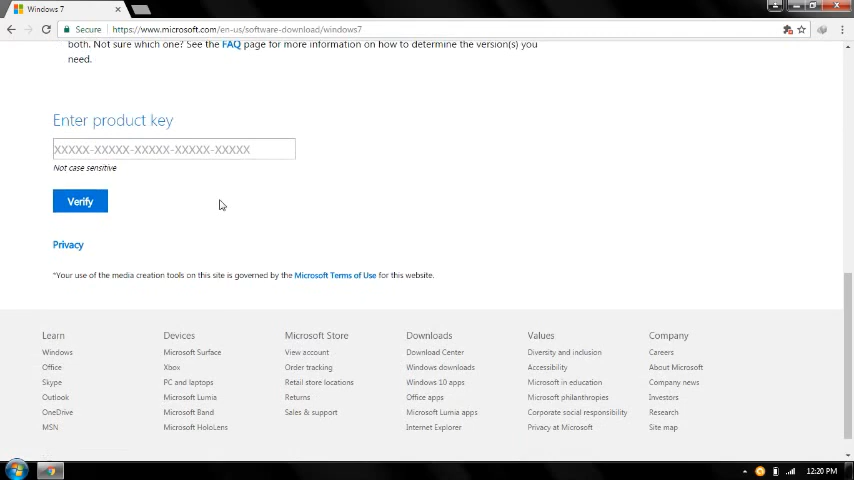 Windows 7
Secure https://www.microsoft.com/en-us/software-download/windows7
both. Not sure which one? See the FAQ page for more information on how to determine the version(s) you
need.
Enter product key
XXXXX-XXXXX-XXXXX-XXXXX-XXXXX
Not case sensitive
Verify
Privacy
*Your use of the media creation tools on this site is governed by the Microsoft Terms of Use for this website.
Learn Devices Microsoft Store Downloads Values Company
Windows Microsoft Surface View account Download Center Diversity and inclusion Careers
Office Xbox Order tracking Windows downloads Accessibility About Microsoft
Skype PC and laptops Retail store locations Windows 10 apps Microsoft in education Company news
Outlook Microsoft Lumia Returns Office apps Microsoft philanthropies Investors
OneDrive Microsoft Band Sales & support Microsoft Lumia apps Corporate social responsibility Research
MSN Microsoft HoloLens Internet Explorer Privacy at Microsoft Site map
12:20 PM